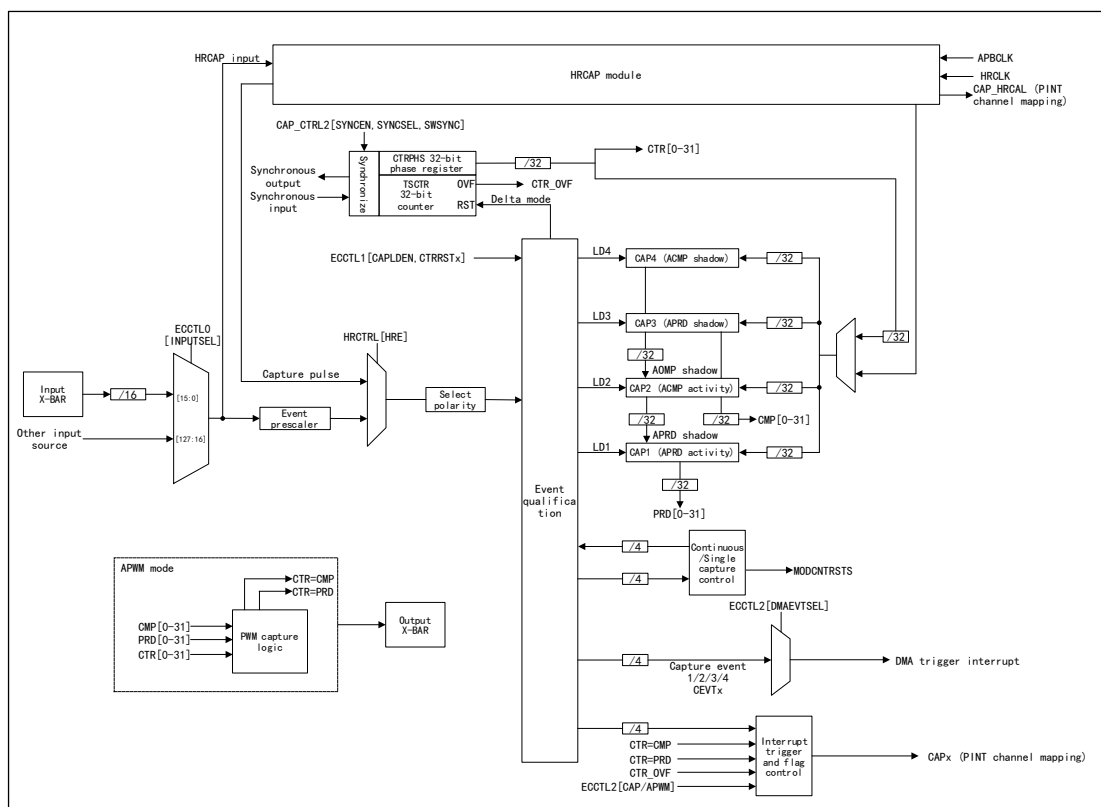 HRCAP input
HRCAP module
APBCLK
HRCLK
CAP_HRCAL (PINT
channel mapping)
CAP_CTRL2[SYNCEN, SYNCSEL, SWSYNC]
Synchronize
CTRPHS 32-bit
phase register
TSCTR
32-bit
counter
OVF
RST
/32
CTR[0-31]
CTR_OVF
Synchronous
output
Synchronous
input
Delta mode
ECCTL1[CAPLDEN, CTRRSTx]
LD4
CAP4 (ACMP shadow)
/32
LD3
CAP3 (APRD shadow)
/32
/32
/32
AOMP shadow
LD2
CAP2 (ACMP activity)
/32
/32
/32
CMP[0-31]
APRD shadow
LD1
CAP1 (APRD activity)
/32
/32
PRD[0-31]
ECCTL0
[INPUTSEL]
HRCTRL[HRE]
Input
X-BAR
/16
[15:0]
Capture pulse
Event
prescaler
Select
polarity
Other input
source
[127:16]
Event
qualifica
tion
/4
/4
Continuous
/Single
capture
control
MODCNTRSTS
APWM mode
CTR=CMP
CTR=PRD
CMP[0-31]
PRD[0-31]
CTR[0-31]
PWM capture
logic
Output
X-BAR
ECCTL2[DMAEVTSEL]
/4
Capture event
1/2/3/4
CEVTx
DMA trigger interrupt
/4
CTR=CMP
CTR=PRD
CTR_OVF
ECCTL2[CAP/APWM]
Interrupt
trigger
and flag
control
CAPx (PINT channel mapping)